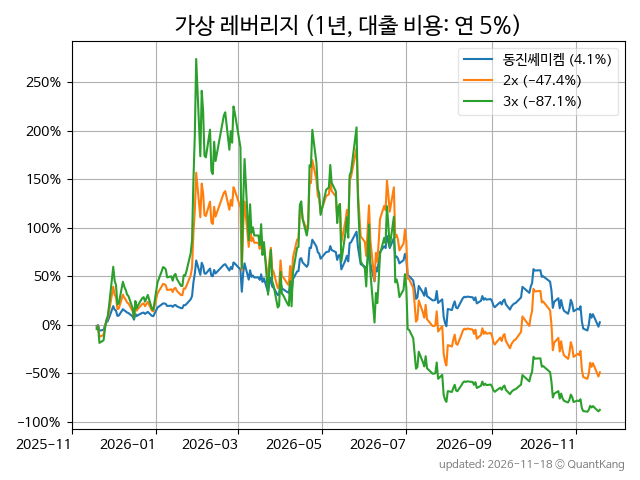 가상 레버리지 (1년, 대출 비용: 연 5%)
동진쎄미켐 (4.1%)
2x (-47.4%)
3x (-87.1%)
250%
200%
150%
100%
50%
0%
-50%
-100%
2025-11 2026-01 2026-03 2026-05 2026-07 2026-09 2026-11
updated: 2026-11-18 © QuantKang